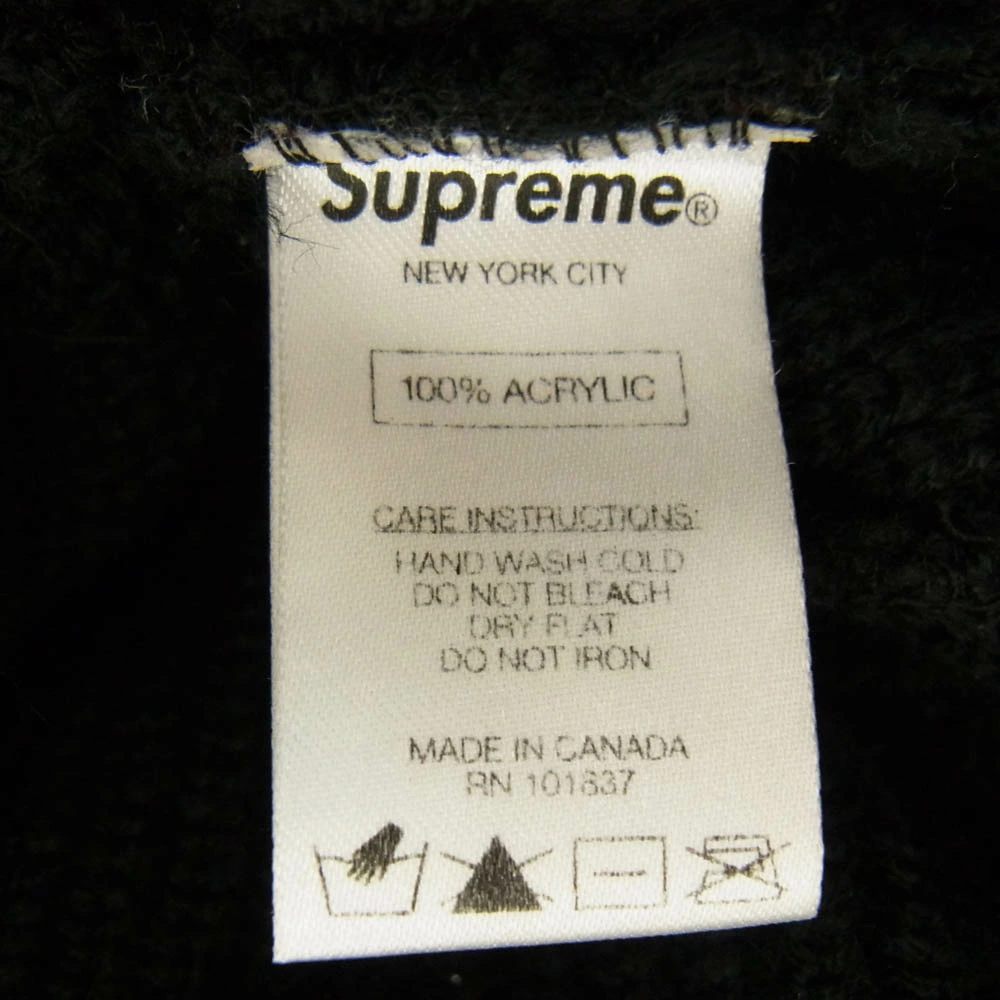 Supreme®
NEW YORK CITY
100% ACRYLIC
CARE INSTRUCTIONS:
HAND WASH COLD
DO NOT BLEACH
DRY FLAT
DO NOT IRON
MADE IN CANADA
RN 101837